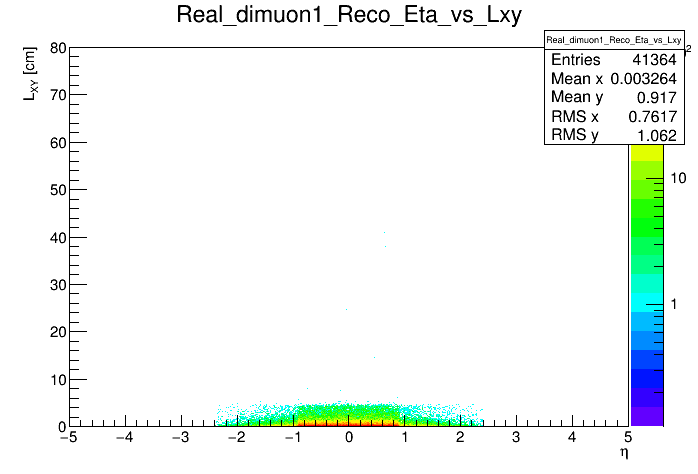 Real_dimuon1_Reco_Eta_vs_Lxy
Real_dimuon1_Reco_Eta_vs_Lxy
Entries 41364
Mean x 0.003264
Mean y 0.917
RMS x 0.7617
RMS y 1.062
L_XY [cm]
80
70
60
50
40
30
20
10
0
−5 −4 −3 −2 −1 0 1 2 3 4 5
η
2
10
1